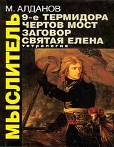 М. АЛДАНОВ
МЫСЛИТЕЛЬ
9-е ТЕРМИДОРА
ЧЕРТОВ МОСТ
ЗАГОВОР
СВЯТАЯ ЕЛЕНА
тетралогия